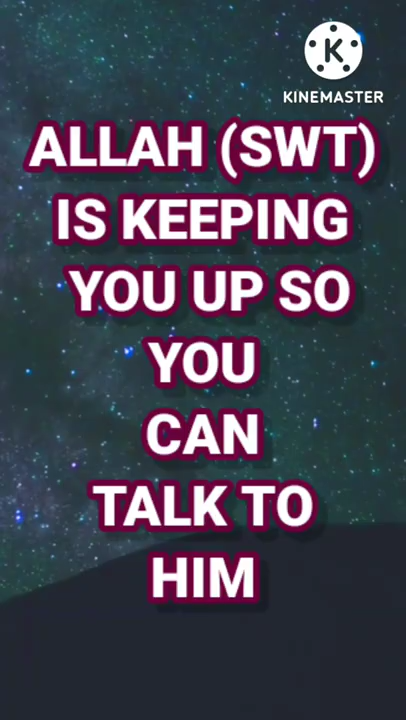 KINEMASTER
ALLAH (SWT)
IS KEEPING
YOU UP SO
YOU
CAN
TALK TO
HIM